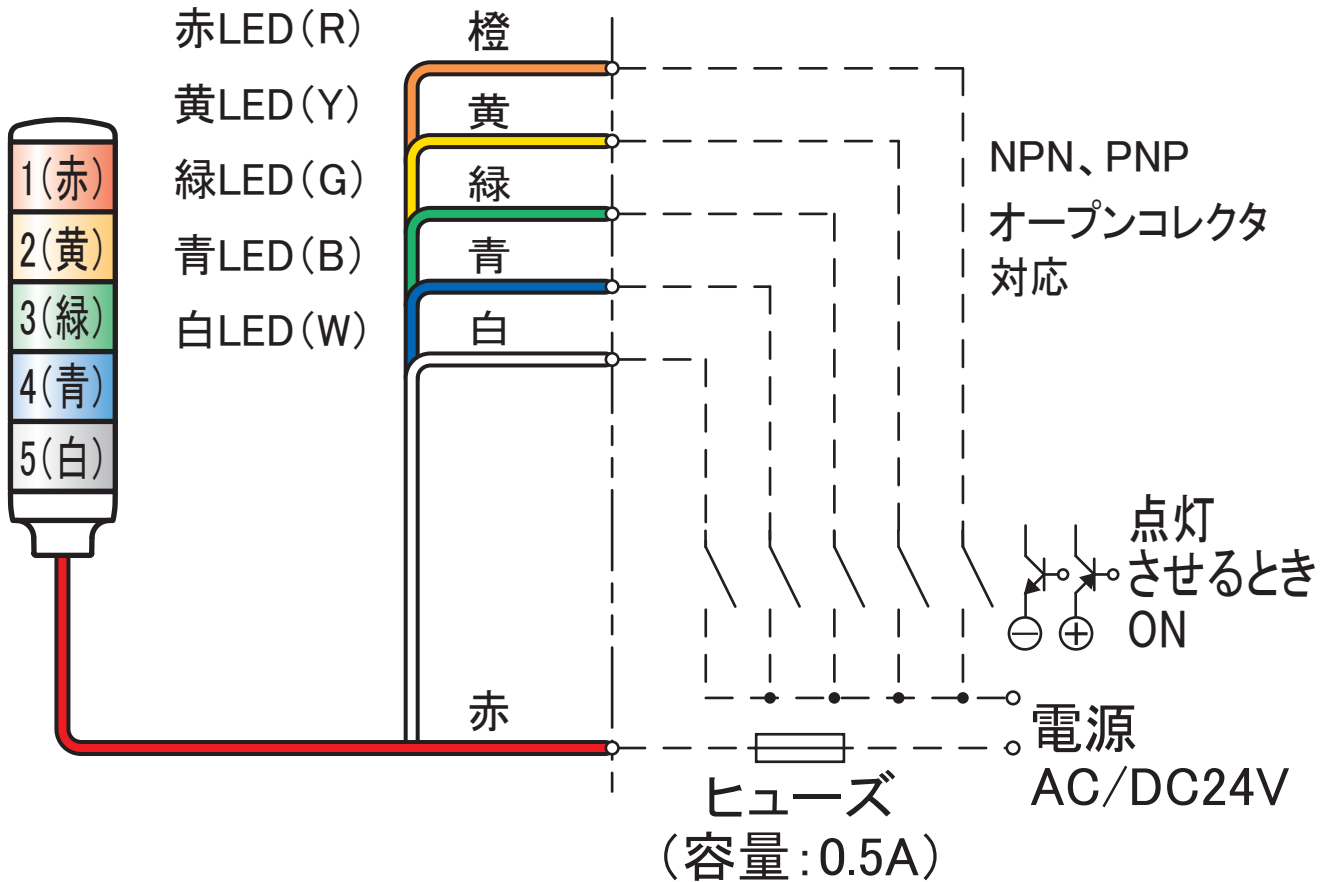 赤LED(R)
橙
黄LED(Y)
黄
緑LED(G)
緑
青LED(B)
青
白LED(W)
白
1(赤)
2(黄)
3(緑)
4(青)
5(白)
NPN、PNP
オープンコレクタ
対応
点灯
させるとき
ON
赤
電源
AC/DC24V
ヒューズ
(容量:0.5A)